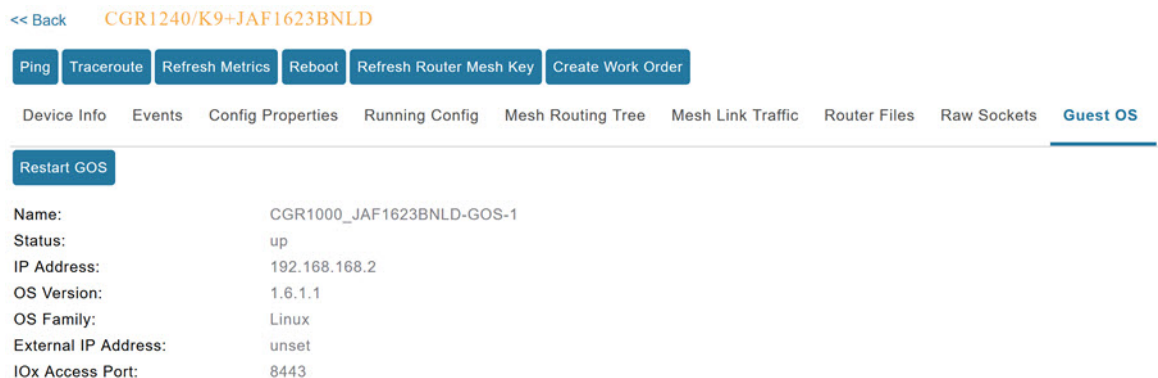 << Back CGR1240/K9+JAF1623BNLD
Ping Traceroute Refresh Metrics Reboot Refresh Router Mesh Key Create Work Order
Device Info Events Config Properties Running Config Mesh Routing Tree Mesh Link Traffic Router Files Raw Sockets Guest OS
Restart GOS
Name: CGR1000_JAF1623BNLD-GOS-1
Status: up
IP Address: 192.168.168.2
OS Version: 1.6.1.1
OS Family: Linux
External IP Address: unset
IOx Access Port: 8443